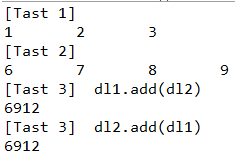 [Tast 1]
1 2 3
[Tast 2]
6 7 8 9
[Tast 3] dl1.add(dl2)
6912
[Tast 3] dl2.add(dl1)
6912